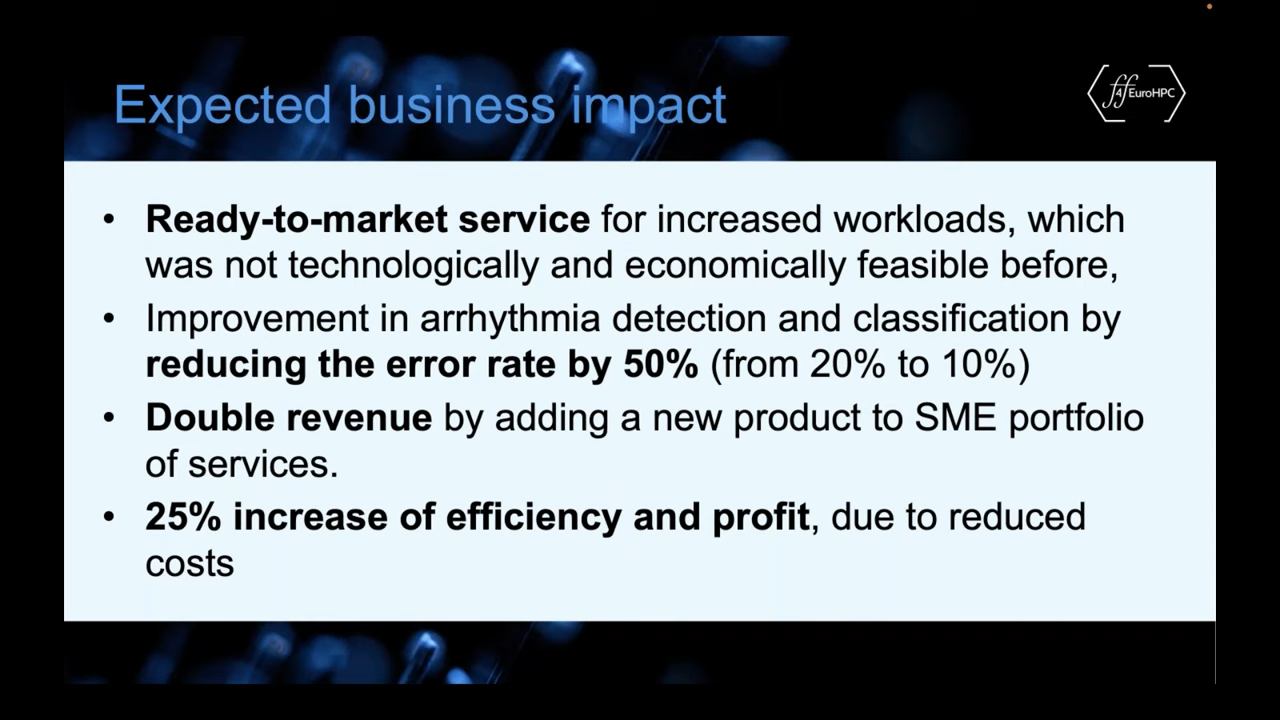 Expected business impact
ff4EuroHPC
• Ready-to-market service for increased workloads, which
was not technologically and economically feasible before,
• Improvement in arrhythmia detection and classification by
reducing the error rate by 50% (from 20% to 10%)
• Double revenue by adding a new product to SME portfolio
of services.
• 25% increase of efficiency and profit, due to reduced
costs